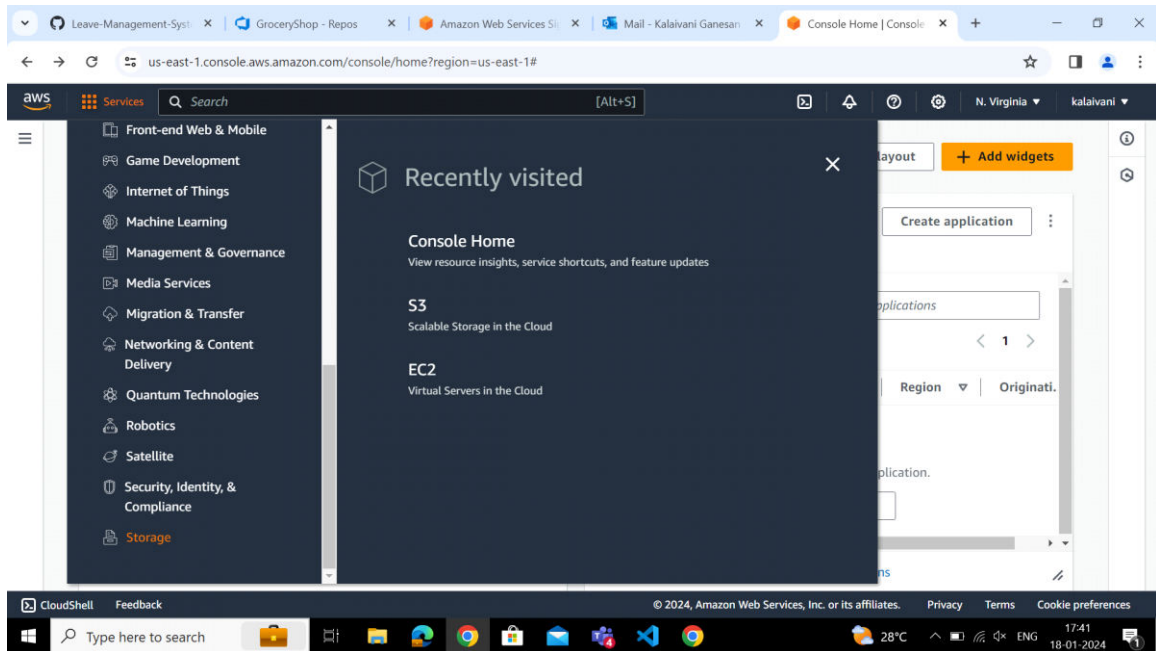 Leave-Management-Syst
GroceryShop - Repos
Amazon Web Services Si
Mail - Kalaivani Ganesan
Console Home | Console
us-east-1.console.aws.amazon.com/console/home?region=us-east-1#
aws
Services
Search
[Alt+S]
N. Virginia
kalaivani
Front-end Web & Mobile
Game Development
Internet of Things
Machine Learning
Management & Governance
Media Services
Migration & Transfer
Networking & Content
Delivery
Quantum Technologies
Robotics
Satellite
Security, Identity, &
Compliance
Storage
Recently visited
Console Home
View resource insights, service shortcuts, and feature updates
S3
Scalable Storage in the Cloud
EC2
Virtual Servers in the Cloud
layout
+ Add widgets
Create application
pplications
1
Region
Originati.
plication.
ns
CloudShell
Feedback
© 2024, Amazon Web Services, Inc. or its affiliates.
Privacy
Terms
Cookie preferences
Type here to search
28°C
ENG
17:41
18-01-2024
1